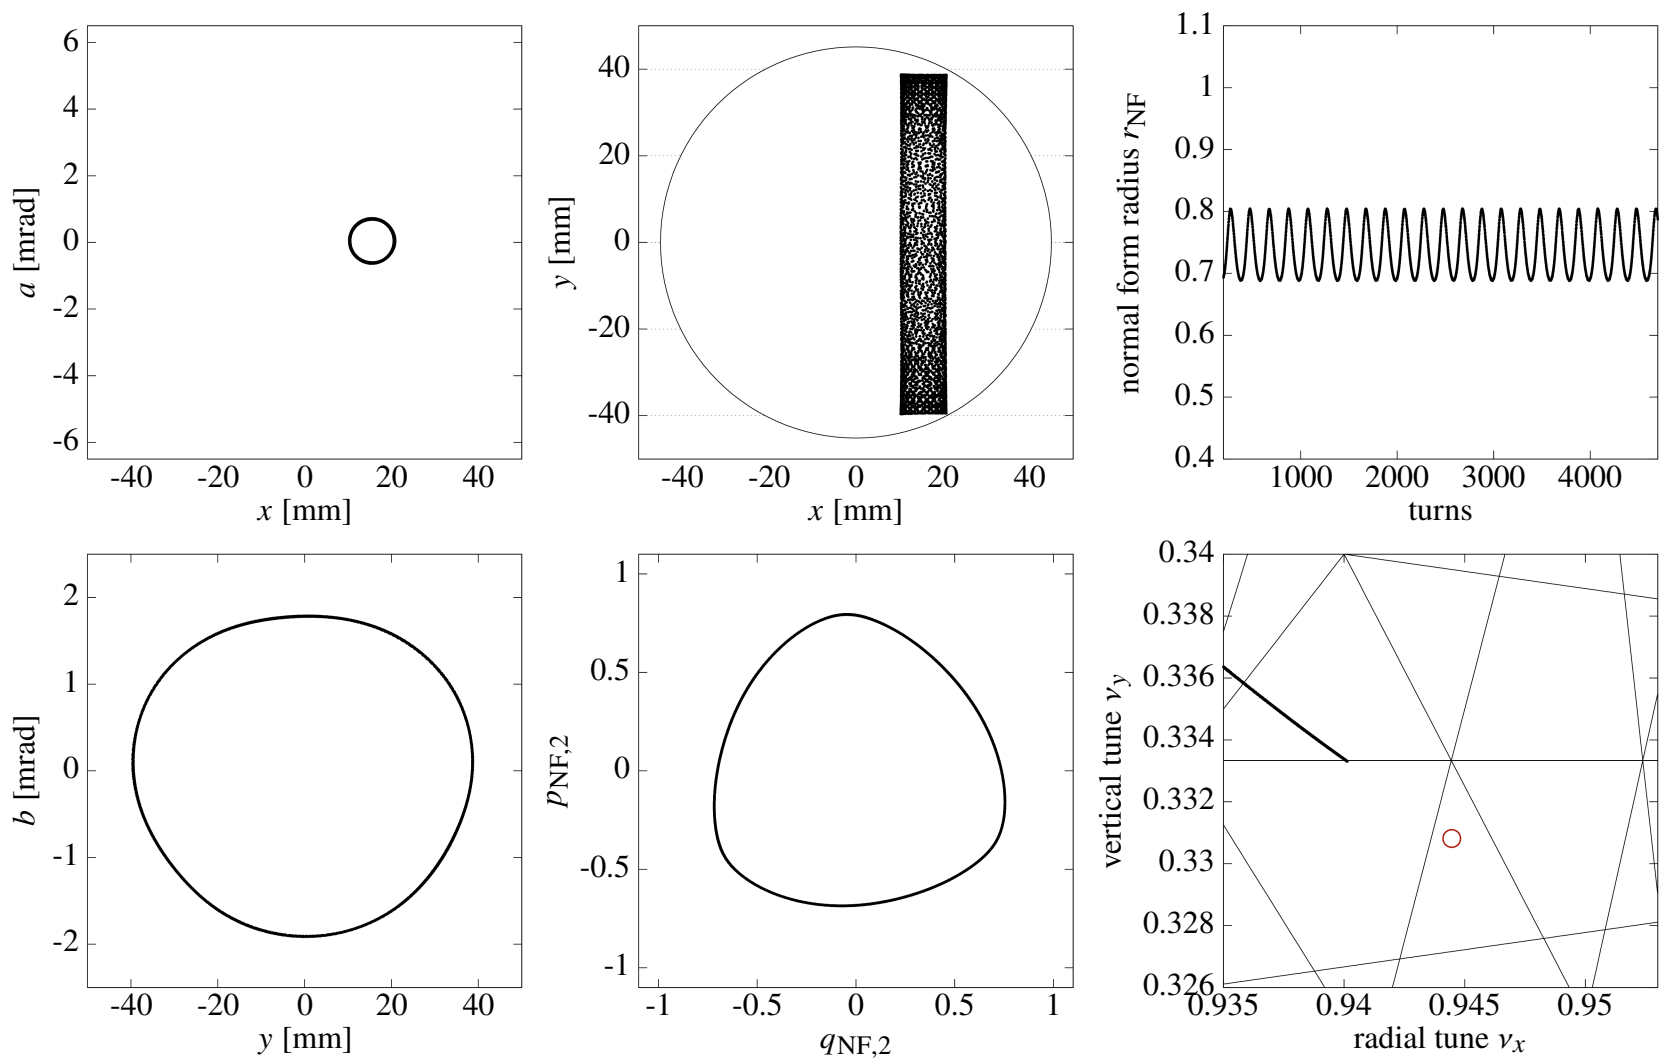 6
4
2
0
-2
-4
-6
a [mrad]
-40 -20 0 20 40
x [mm]
40
20
0
-20
-40
y [mm]
-40 -20 0 20 40
x [mm]
1.1
1
0.9
0.8
0.7
0.6
0.5
0.4
normal form radius rNF
1000 2000 3000 4000
turns
2
1
0
-1
-2
b [mrad]
-40 -20 0 20 40
y [mm]
1
0.5
0
-0.5
-1
pNF,2
-1 -0.5 0 0.5 1
qNF,2
0.34
0.338
0.336
0.334
0.332
0.33
0.328
0.326
vertical tune νy
0.935 0.94 0.945 0.95
radial tune νx